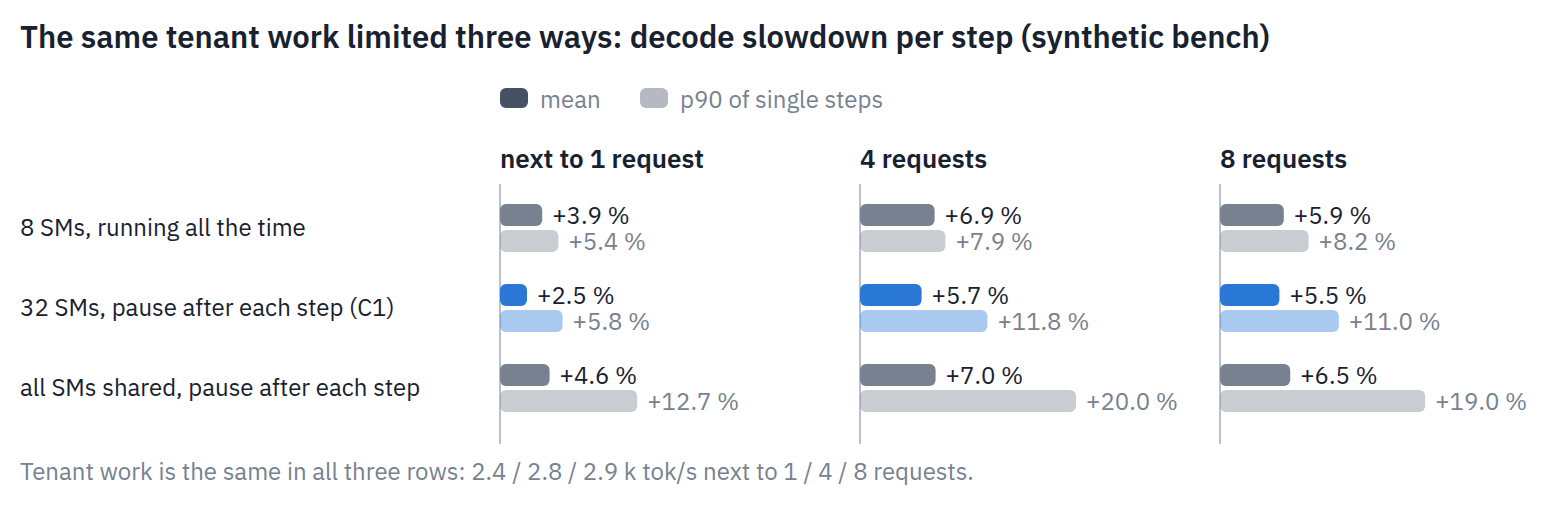 The same tenant work limited three ways: decode slowdown per step (synthetic bench)
mean p90 of single steps
next to 1 request 4 requests 8 requests
8 SMs, running all the time
+3.9 % +6.9 % +5.9 %
+5.4 % +7.9 % +8.2 %
32 SMs, pause after each step (C1)
+2.5 % +5.7 % +5.5 %
+5.8 % +11.8 % +11.0 %
all SMs shared, pause after each step
+4.6 % +7.0 % +6.5 %
+12.7 % +20.0 % +19.0 %
Tenant work is the same in all three rows: 2.4 / 2.8 / 2.9 k tok/s next to 1 / 4 / 8 requests.